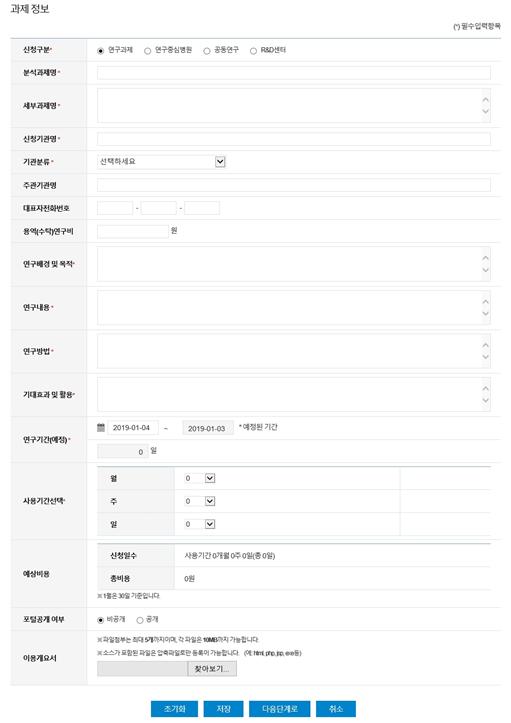 과제 정보
(*) 필수입력항목
신청구분* 연구과제 연구중심병원 공동연구 R&D센터
분석과제명 *
세부과제명 *
신청기관명 *
기관분류 * 선택하세요
주관기관명
대표자전화번호 - -
용역(수탁)연구비 원
연구배경 및 목적*
연구내용 *
연구방법 *
기대효과 및 활용*
연구기간(예정) * 2019-01-04 ~ 2019-01-03 * 예정된 기간
0 일
사용기간선택*
월 0
주 0
일 0
예상비용
신청일수 사용기간 0개월 0주 0일(총 0일)
총비용 0원
※ 1월은 30일 기준입니다.
포털공개 여부 비공개 공개
이용개요서
※ 파일첨부는 최대 5개까지이며, 각 파일은 10MB까지 가능합니다.
※ 소스가 포함된 파일은 압축파일로만 등록이 가능합니다. (예: html, php, jsp, exe등)
찾아보기...
초기화 저장 다음단계로 취소